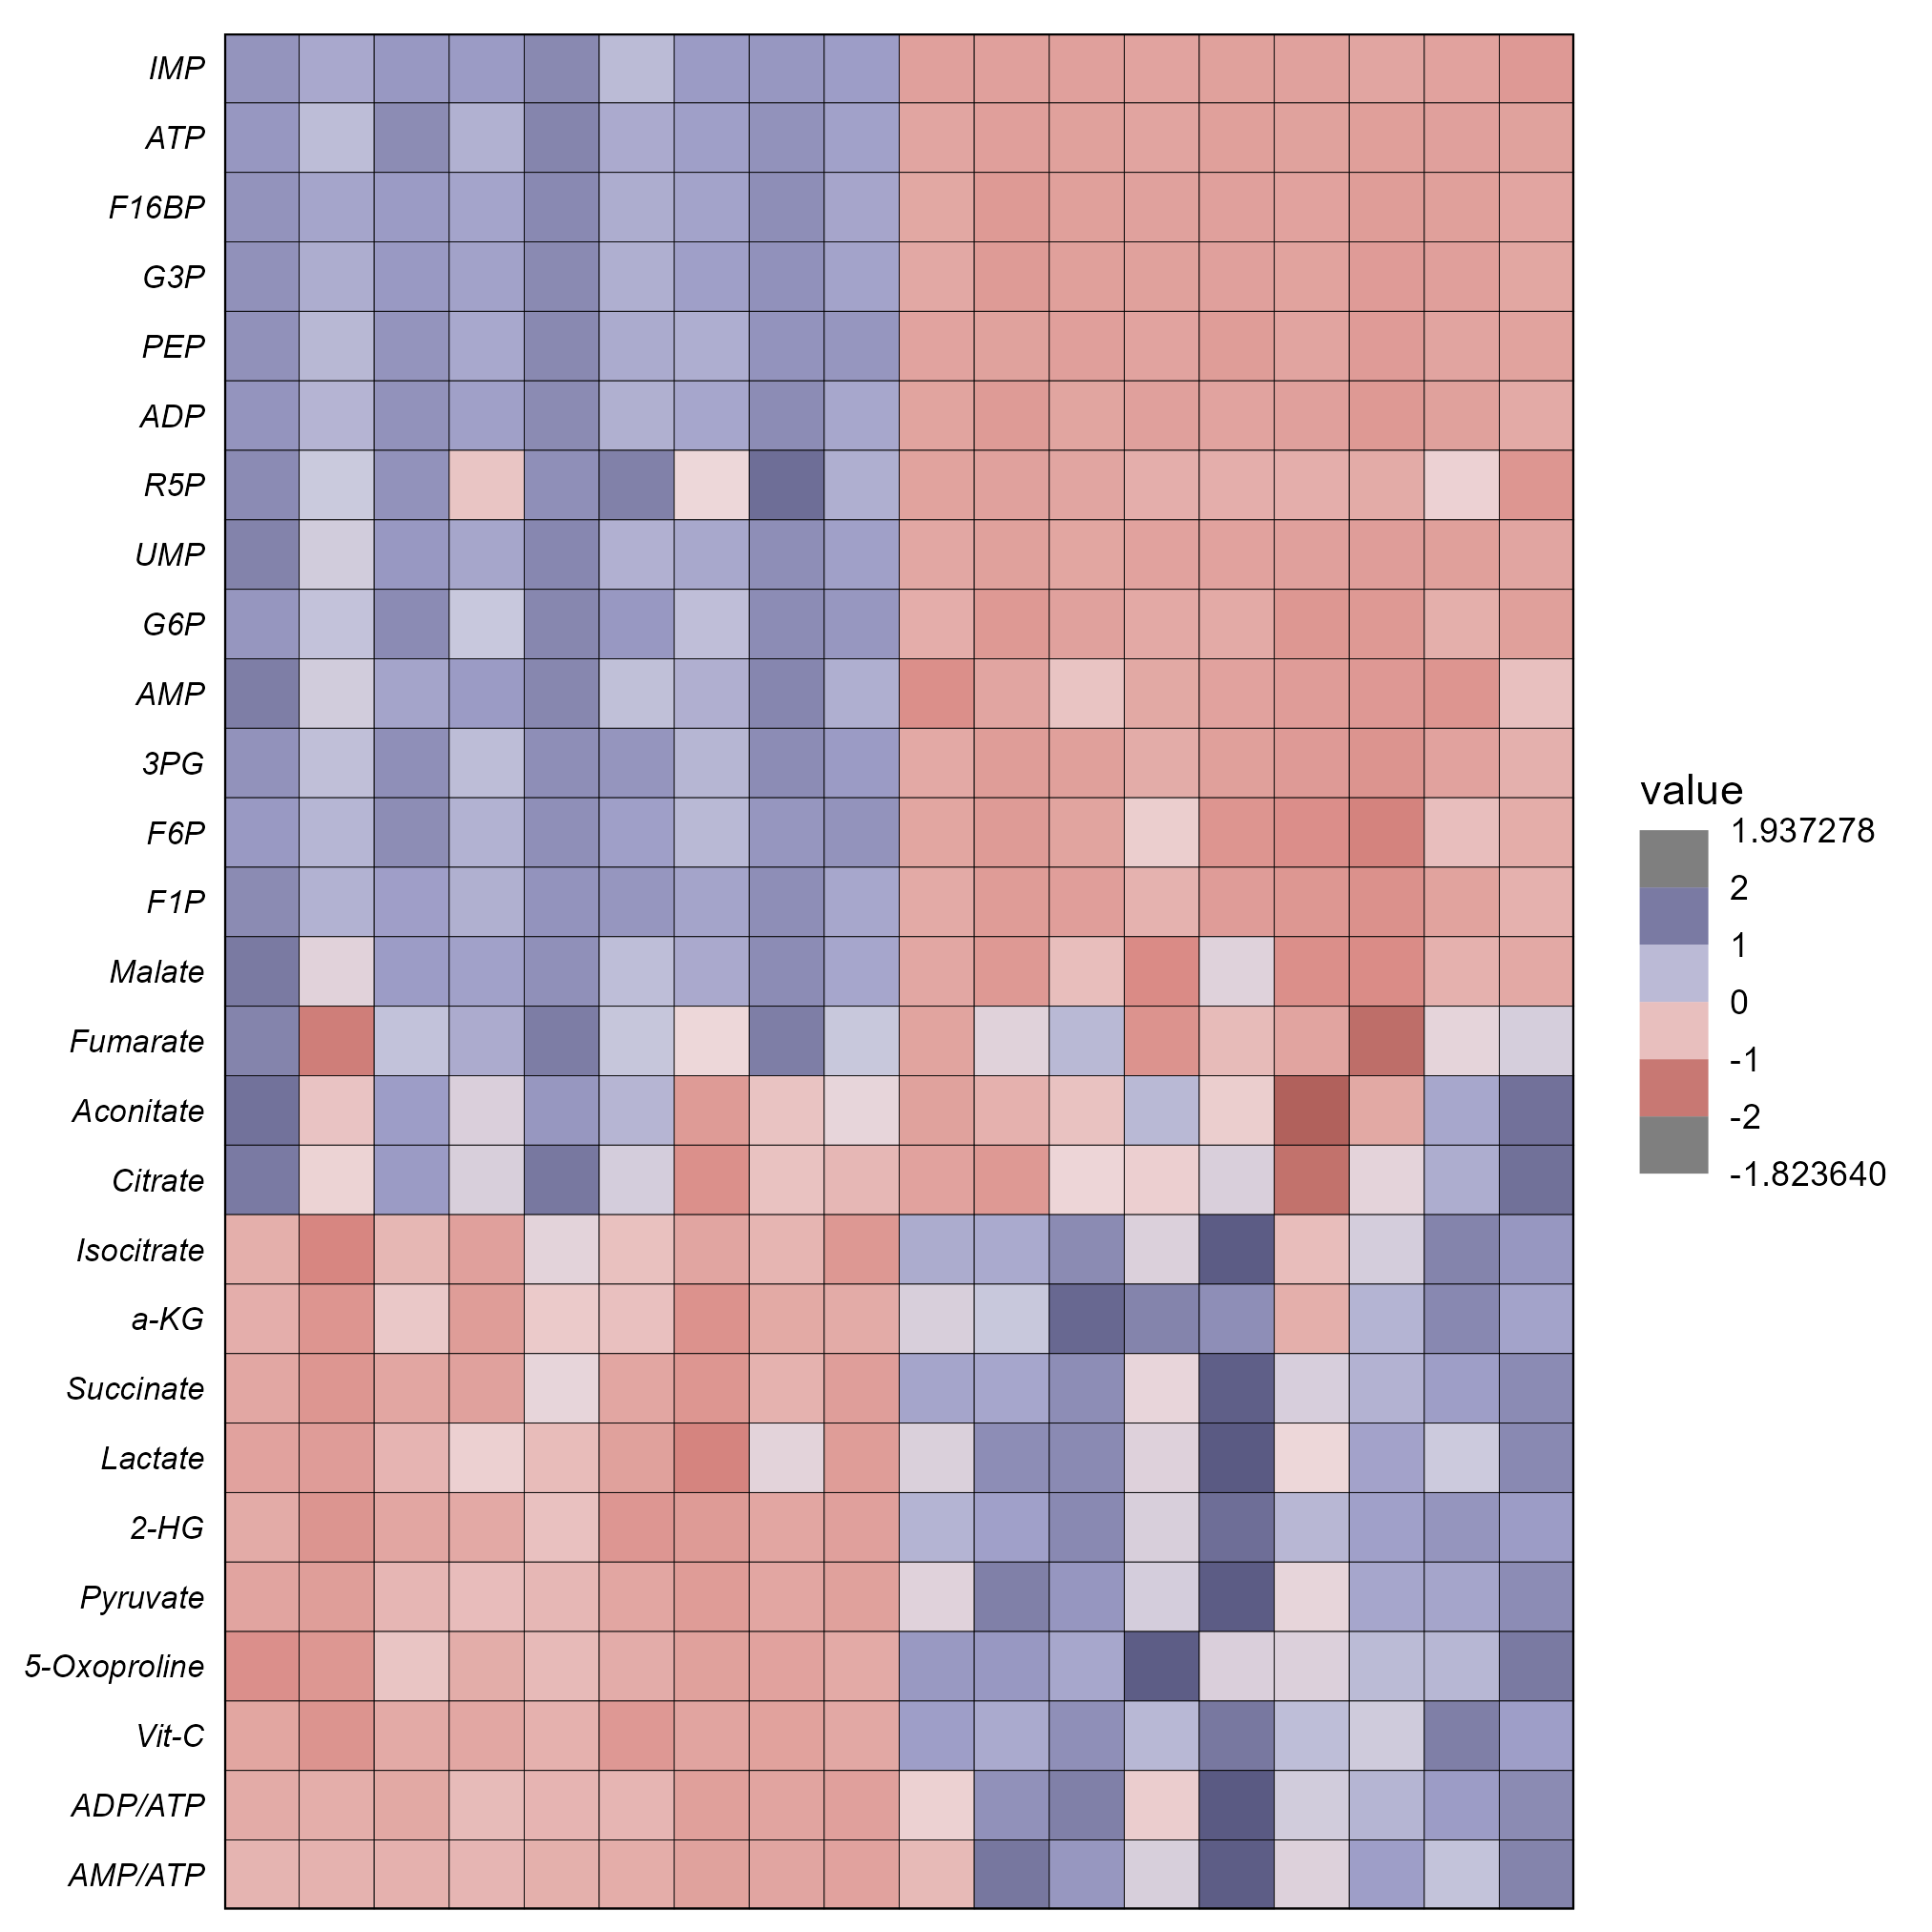 IMP
ATP
F16BP
G3P
PEP
ADP
R5P
UMP
G6P
AMP
3PG
F6P
F1P
Malate
Fumarate
Aconitate
Citrate
Isocitrate
a-KG
Succinate
Lactate
2-HG
Pyruvate
5-Oxoproline
Vit-C
ADP/ATP
AMP/ATP
value
1.937278
2
1
0
-1
-2
-1.823640